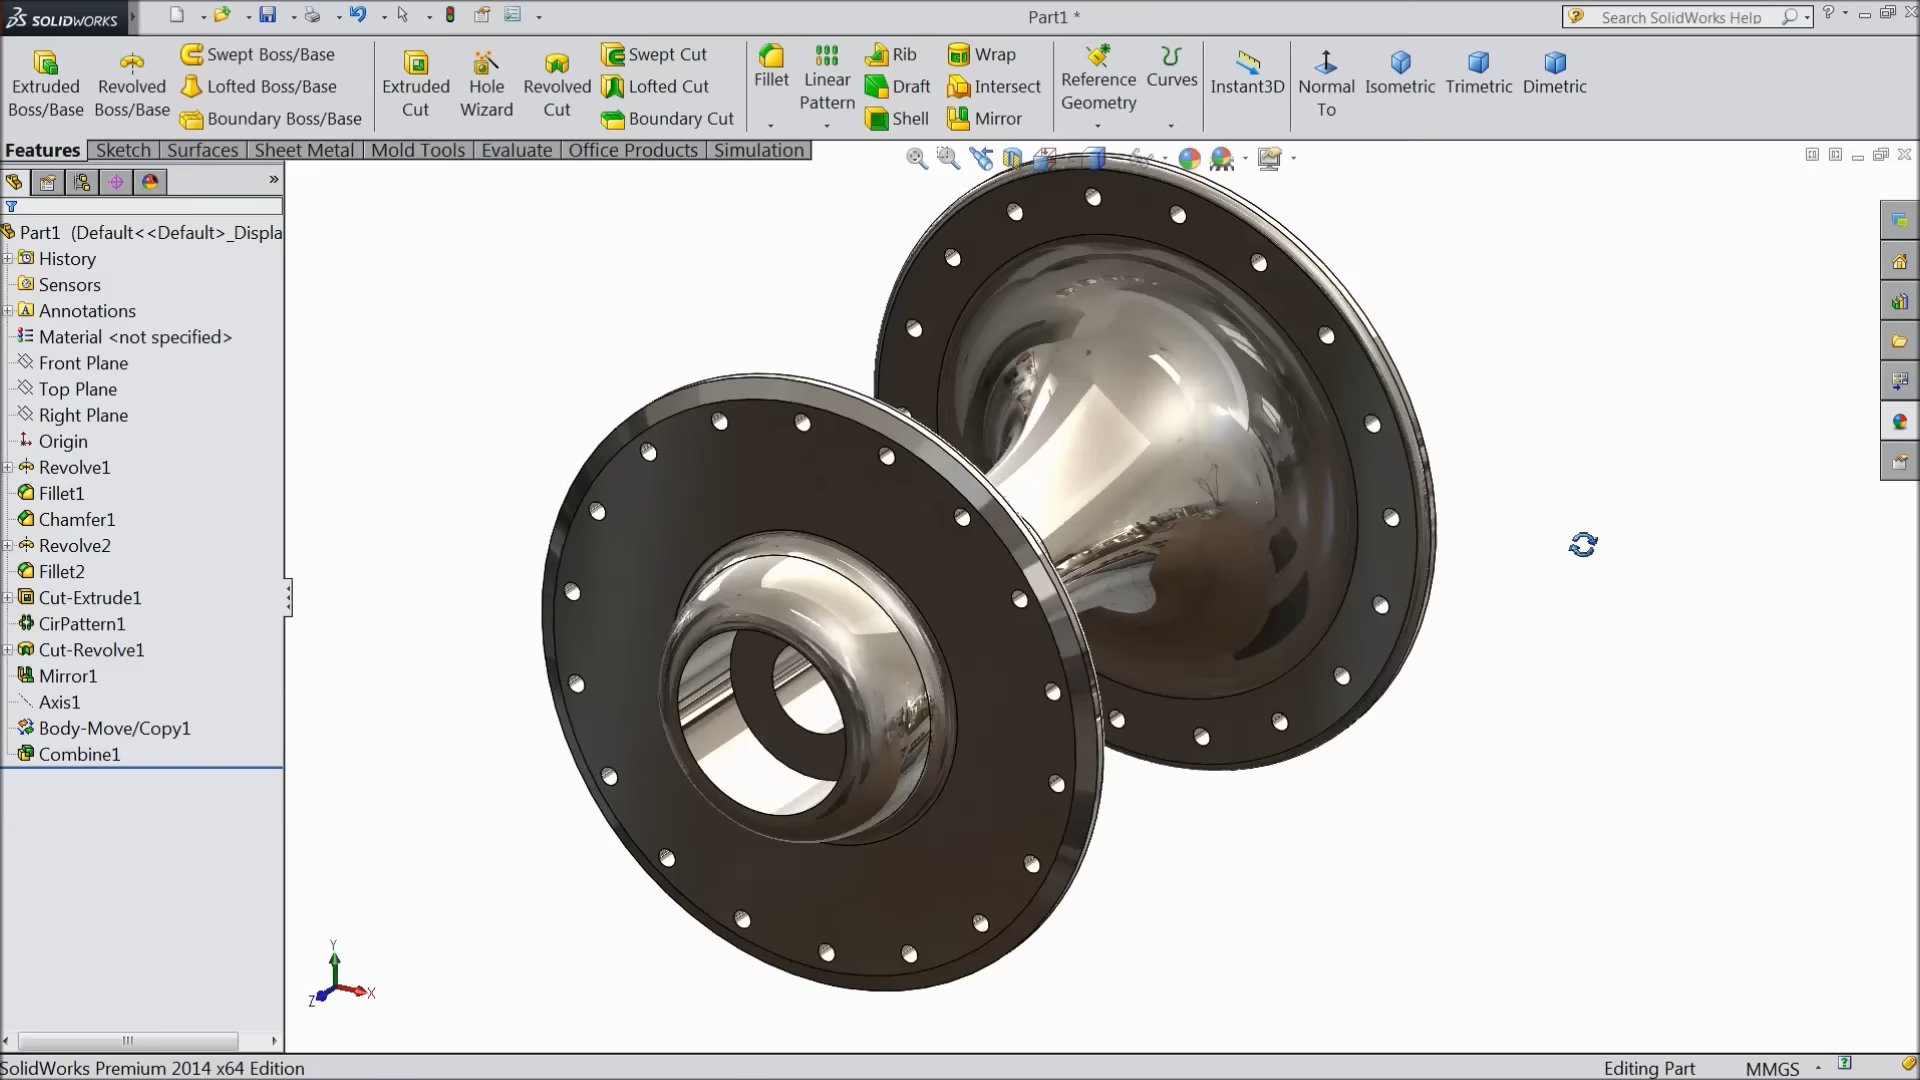 SOLIDWORKS
Part1 *
Search SolidWorks Help
Extruded Boss/Base
Revolved Boss/Base
Swept Boss/Base
Lofted Boss/Base
Boundary Boss/Base
Extruded Cut
Hole Wizard
Revolved Cut
Swept Cut
Lofted Cut
Boundary Cut
Fillet
Linear Pattern
Rib
Draft
Shell
Wrap
Intersect
Mirror
Reference Geometry
Curves
Instant3D
Normal To
Isometric
Trimetric
Dimetric
Features
Sketch
Surfaces
Sheet Metal
Mold Tools
Evaluate
Office Products
Simulation
Part1 (Default<<Default>_Displa
History
Sensors
Annotations
Material <not specified>
Front Plane
Top Plane
Right Plane
Origin
Revolve1
Fillet1
Chamfer1
Revolve2
Fillet2
Cut-Extrude1
CirPattern1
Cut-Revolve1
Mirror1
Axis1
Body-Move/Copy1
Combine1
Y
Z
X
SolidWorks Premium 2014 x64 Edition
Editing Part
MMGS